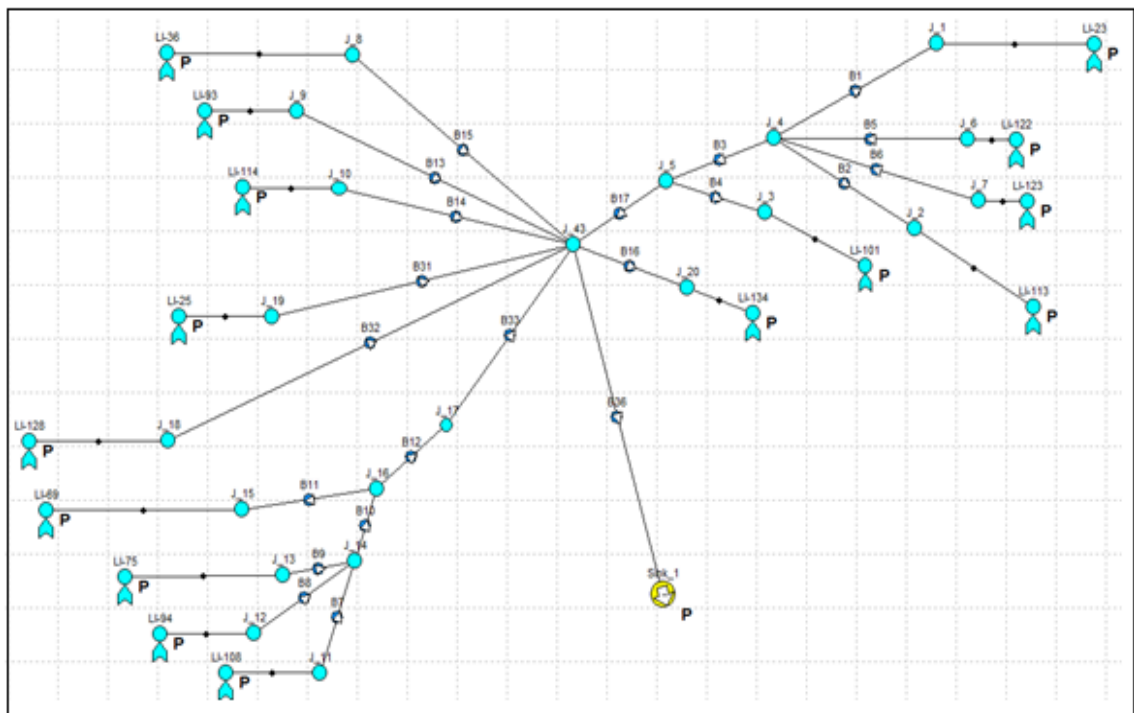 LI-36
P
J_8
J_1
LI-23
P
LI-93
P
J_9
B1
B15
J_4
B5
J_6
LI-122
P
B3
B6
B2
LI-114
P
J_10
B13
J_5
B4
J_3
J_7
LI-123
P
B14
B17
J_2
J_43
B31
B16
LI-101
P
J_20
LI-25
P
J_19
B32
B33
LI-134
P
LI-113
P
B36
LI-128
P
J_18
J_17
B12
LI-69
P
J_15
B11
J_16
B10
J_14
LI-75
P
J_13
B9
B8
Sink_1
P
B7
LI-94
P
J_12
LI-108
P
J_11